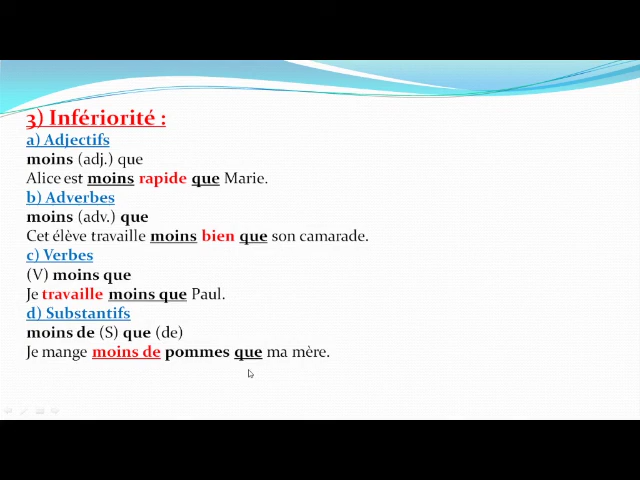 3) Infériorité :
a) Adjectifs
moins (adj.) que
Alice est moins rapide que Marie.
b) Adverbes
moins (adv.) que
Cet élève travaille moins bien que son camarade.
c) Verbes
(V) moins que
Je travaille moins que Paul.
d) Substantifs
moins de (S) que (de)
Je mange moins de pommes que ma mère.